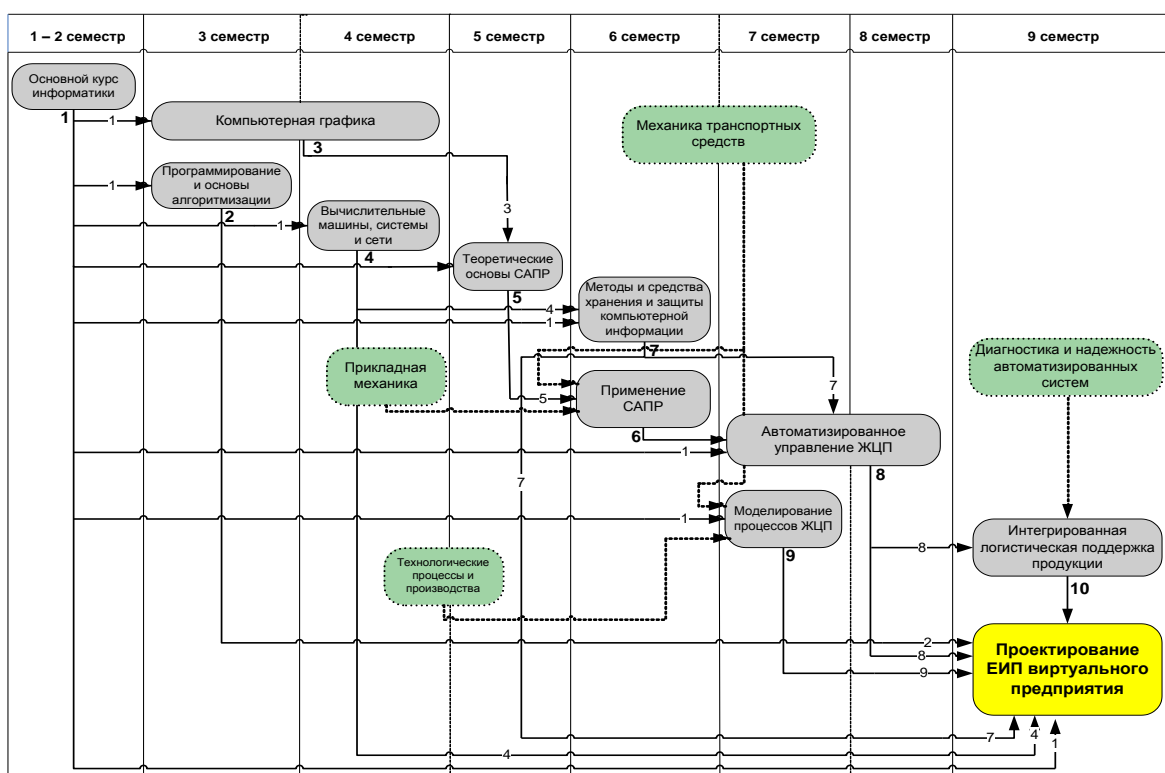 1 – 2 семестр
3 семестр
4 семестр
5 семестр
6 семестр
7 семестр
8 семестр
9 семестр
Основной курс
информатики
1
1
Компьютерная графика
3
Механика транспортных
средств
1
Программирование
и основы
алгоритмизации
2
1
Вычислительные
машины, системы
и сети
4
3
Теоретические
основы САПР
5
Методы и средства
хранения и защиты
компьютерной
информации
7
4
1
Прикладная
механика
Диагностика и надежность
автоматизированных
систем
5
Применение
САПР
6
7
Автоматизированное
управление ЖЦП
8
1
7
Моделирование
процессов ЖЦП
9
1
8
Интегрированная
логистическая поддержка
продукции
10
Технологические
процессы и
производства
2
8
9
Проектирование
ЕИП виртуального
предприятия
7
4
1
4